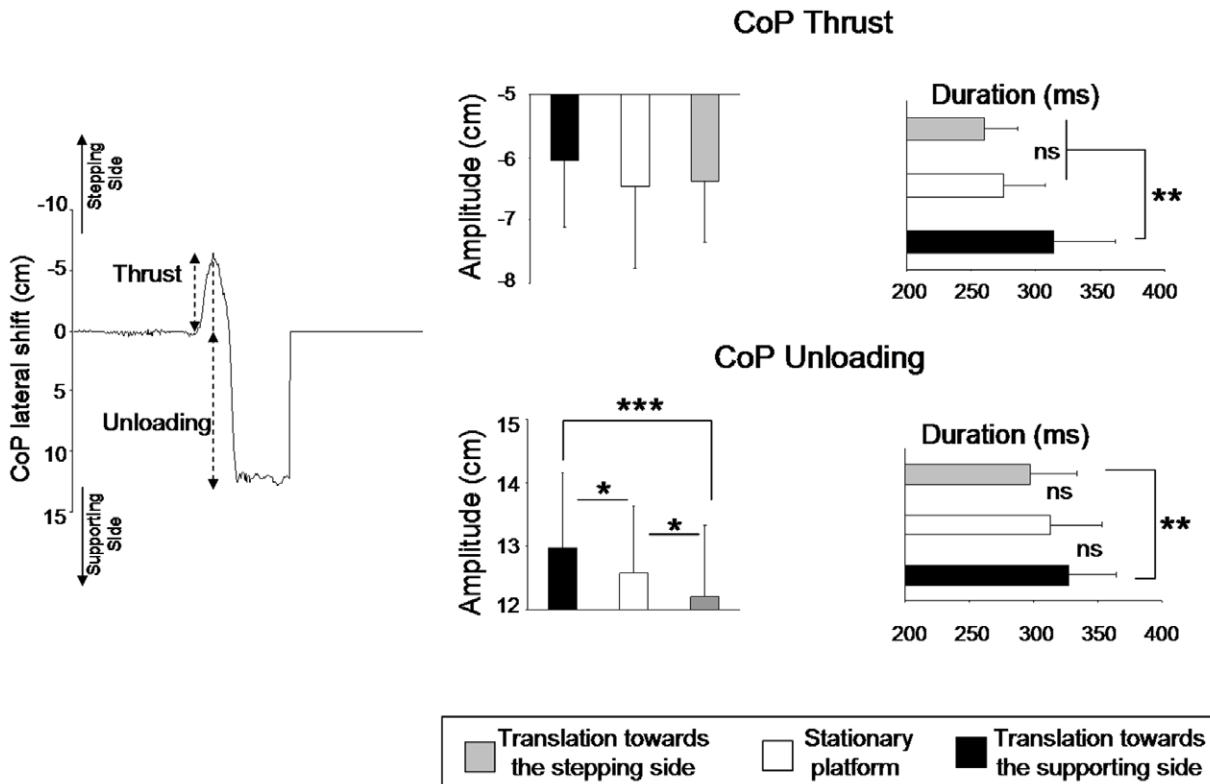 CoP Thrust
Stepping
Side
CoP lateral shift (cm)
-10
-5
0
5
10
15
Thrust
Unloading
Supporting
Side
Amplitude (cm)
-5
-6
-7
-8
Duration (ms)
ns
**
200 250 300 350 400
CoP Unloading
Amplitude (cm)
15
14
13
12
***
*
*
Duration (ms)
ns
ns
**
200 250 300 350 400
Translation towards
the stepping side
Stationary
platform
Translation towards
the supporting side